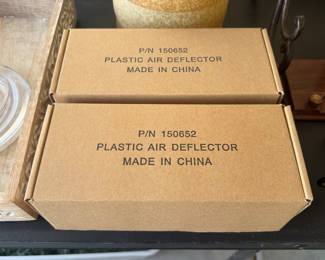 P/N 150652
PLASTIC AIR DEFLECTOR
MADE IN CHINA
P/N 150652
PLASTIC AIR DEFLECTOR
MADE IN CHINA